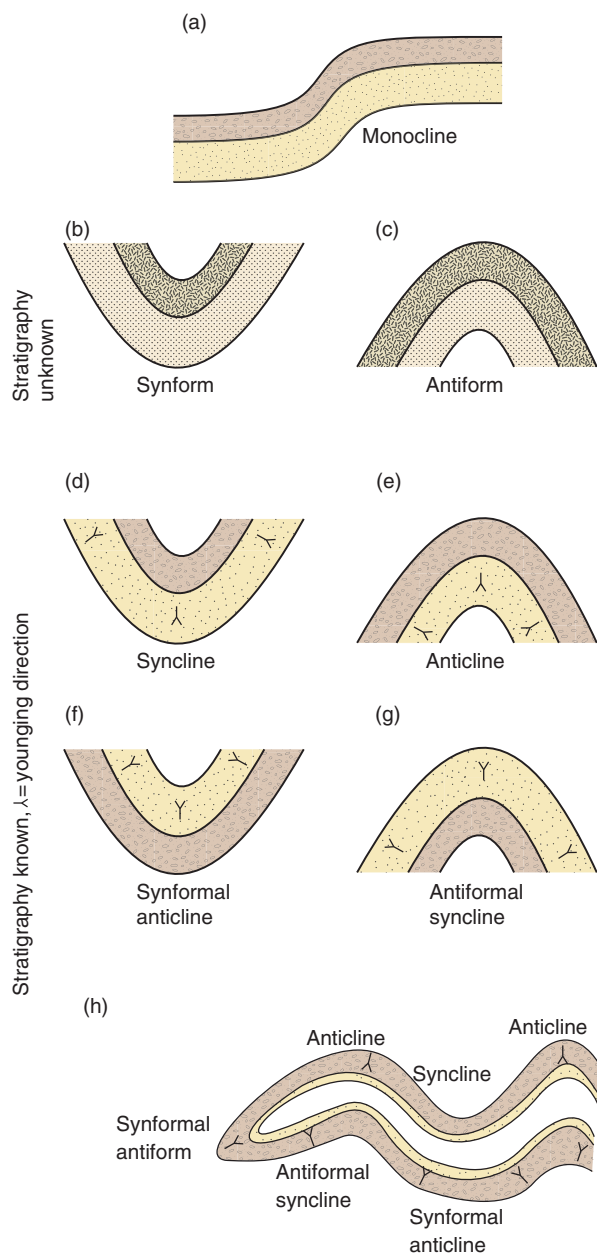 (a)
Monocline
(b)
(c)
Stratigraphy
unknown
Synform
Antiform
(d)
(e)
Syncline
Anticline
Stratigraphy known, ⅄=younging direction
(f)
(g)
Synformal
anticline
Antiformal
syncline
(h)
Anticline
Anticline
Syncline
Synformal
antiform
Antiformal
syncline
Synformal
anticline